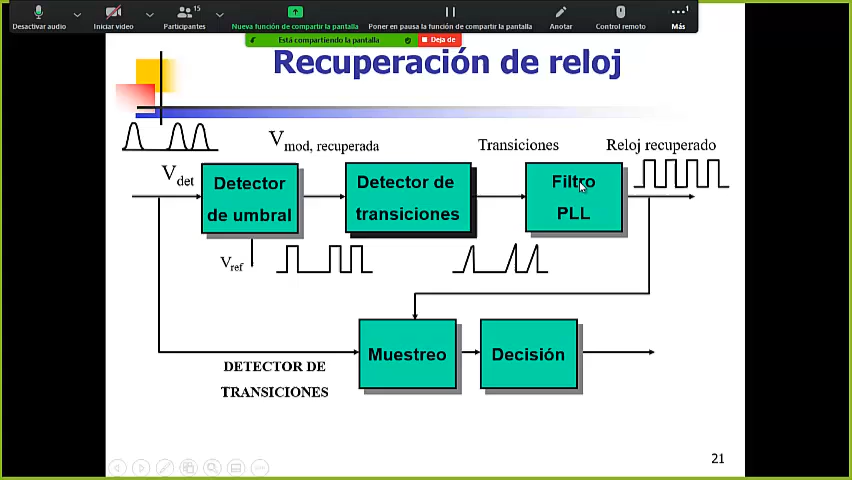 15
1
Desactivar audio
Iniciar video
Participantes
Nueva función de compartir la pantalla
Poner en pausa la función de compartir la pantalla
Anotar
Control remoto
Más
Está compartiendo la pantalla
Deja de
Recuperación de reloj
Vmod, recuperada
Transiciones
Reloj recuperado
Vdet
Detector
de umbral
Detector de
transiciones
Filtro
PLL
Vref
Muestreo
Decisión
DETECTOR DE
TRANSICIONES
21